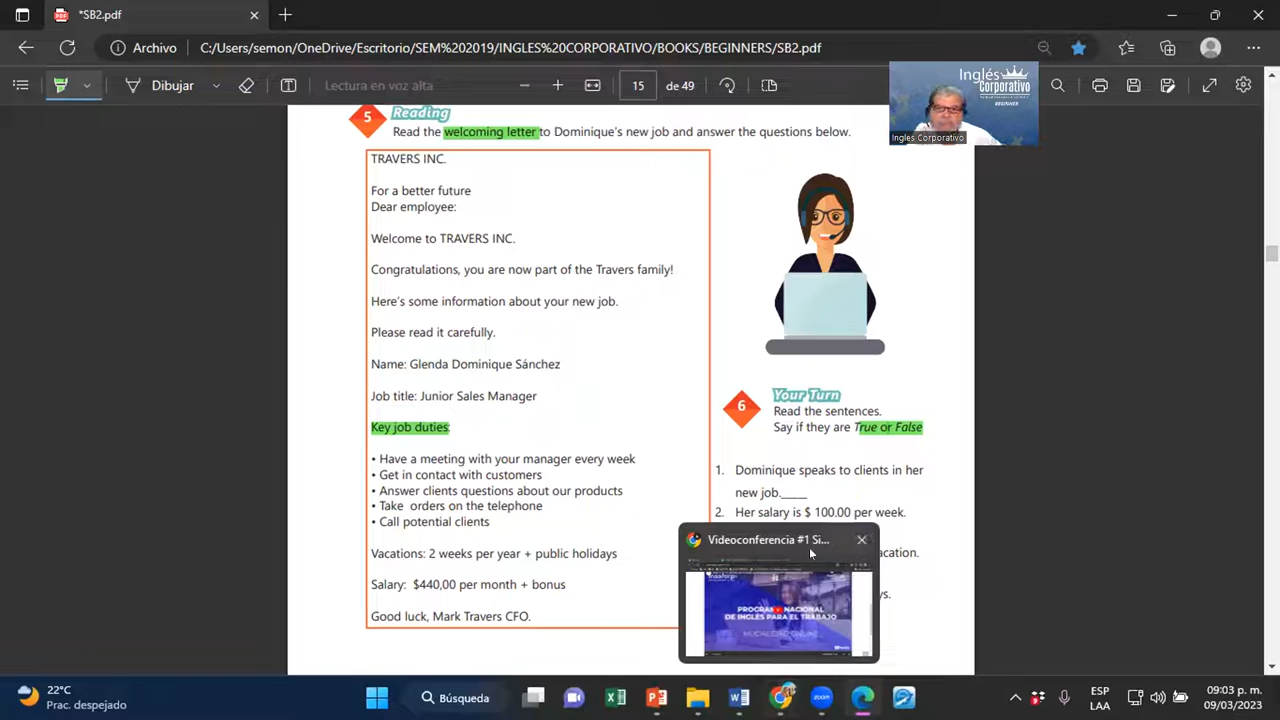 *SB2.pdf
Archivo
C:/Users/semon/OneDrive/Escritorio/SEM%202019/INGLES%20CORPORATIVO/BOOKS/BEGINNERS/SB2.pdf
Dibujar
Lectura en voz alta
15
de 49
Inglés
Corporativo
BEGINNER
Ingles Corporativo
5
Reading
Read the welcoming letter to Dominique's new job and answer the questions below.
TRAVERS INC.
For a better future
Dear employee:
Welcome to TRAVERS INC.
Congratulations, you are now part of the Travers family!
Here's some information about your new job.
Please read it carefully.
Name: Glenda Dominique Sánchez
Job title: Junior Sales Manager
Key job duties:
• Have a meeting with your manager every week
• Get in contact with customers
• Answer clients questions about our products
• Take orders on the telephone
• Call potential clients
Vacations: 2 weeks per year + public holidays
Salary: $440,00 per month + bonus
Good luck, Mark Travers CFO.
6
Your Turn
Read the sentences.
Say if they are True or False
1. Dominique speaks to clients in her
new job.____
2. Her salary is $ 100.00 per week.
acation.
s.
Videoconferencia #1 Si...
PROGRAMA NACIONAL
DE INGLÉS PARA EL TRABAJO
MODALIDAD ONLINE
22°C
Prac. despejado
Búsqueda
ESP
LAA
09:03 p. m.
09/03/2023